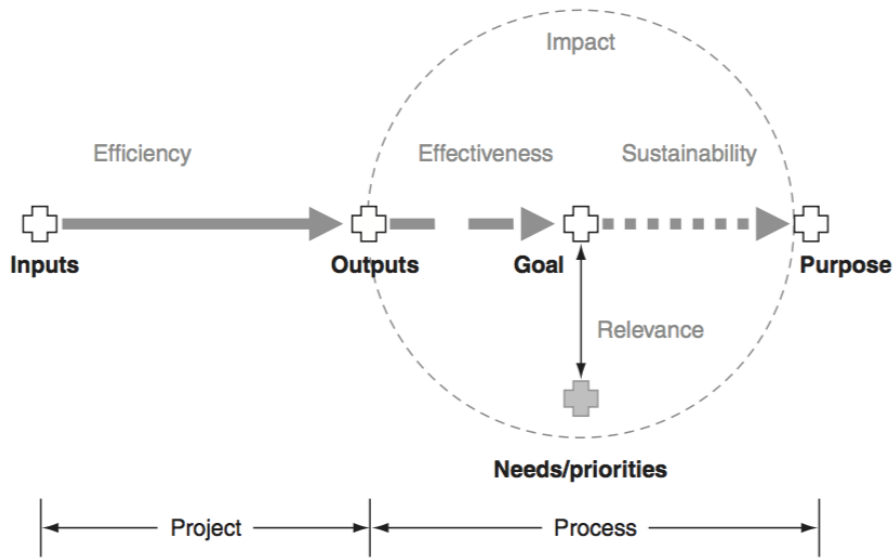 Impact
Efficiency
Effectiveness
Sustainability
Inputs
Outputs
Goal
Purpose
Relevance
Needs/priorities
Project
Process